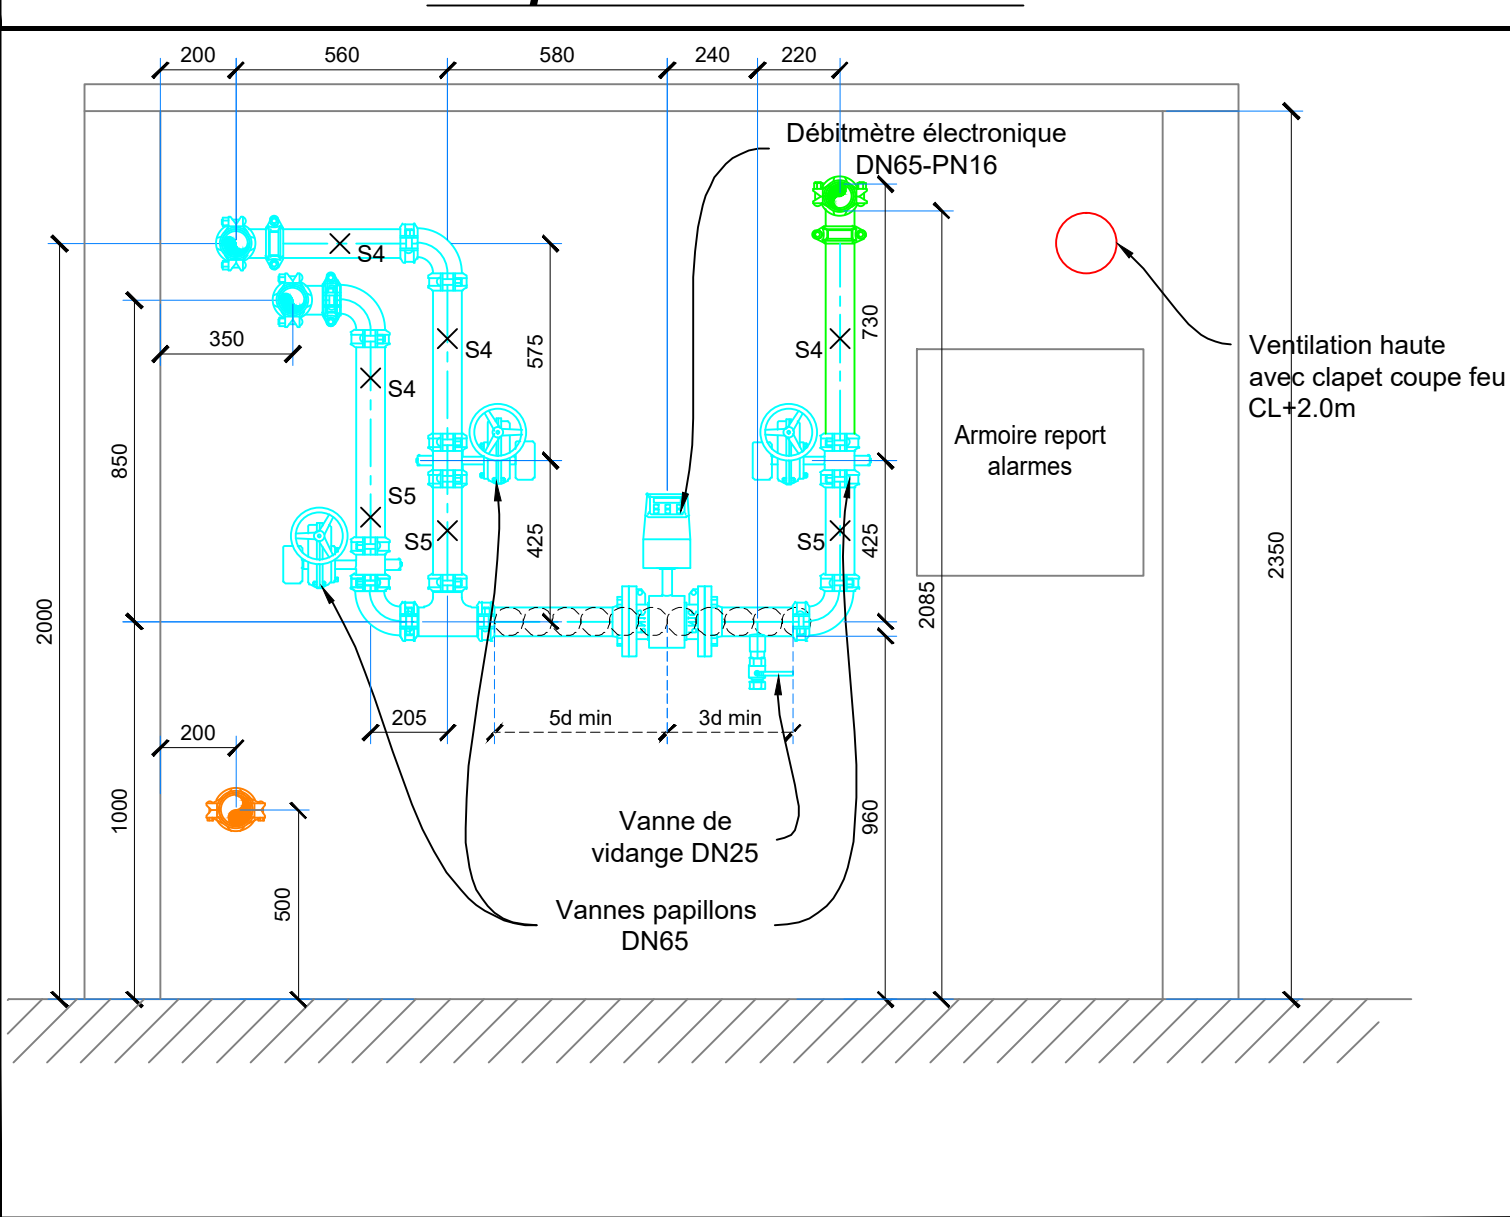 200
560
580
240
220
Débitmètre électronique
DN65-PN16
S4
350
S4
575
S4
730
S4
Ventilation haute
avec clapet coupe feu
CL+2.0m
Armoire report
alarmes
850
S5
S5
425
S5
425
2350
2000
2085
205
5d min
3d min
200
1000
960
Vanne de
vidange DN25
500
Vannes papillons
DN65